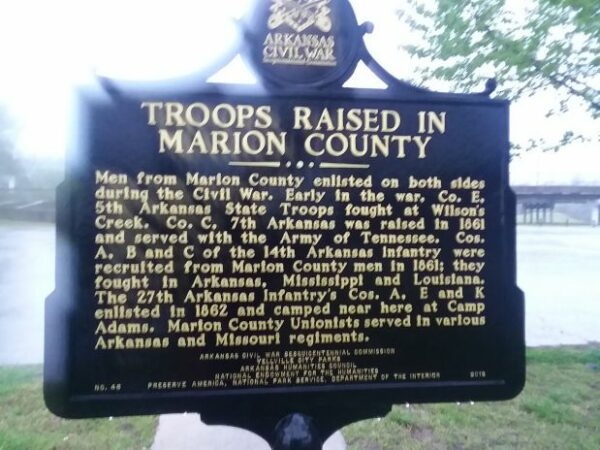 ARKANSAS
CIVIL WAR
TROOPS RAISED IN
MARION COUNTY
Men from Marion County enlisted on both sides
during the Civil War. Early in the war, Co. E,
5th Arkansas State Troops fought at Wilson's
Creek. Co. C, 7th Arkansas was raised in 1861
and served with the Army of Tennessee. Cos.
A, B and C of the 14th Arkansas Infantry were
recruited from Marion County men in 1861; they
fought in Arkansas, Mississippi and Louisiana.
The 27th Arkansas Infantry's Cos. A, E and K
enlisted in 1862 and camped near here at Camp
Adams. Marion County Unionists served in various
Arkansas and Missouri regiments.
ARKANSAS CIVIL WAR SESQUICENTENNIAL COMMISSION
YELLVILLE CITY PARKS
ARKANSAS HUMANITIES COUNCIL
NATIONAL ENDOWMENT FOR THE HUMANITIES
NO. 46 PRESERVE AMERICA, NATIONAL PARK SERVICE, DEPARTMENT OF THE INTERIOR